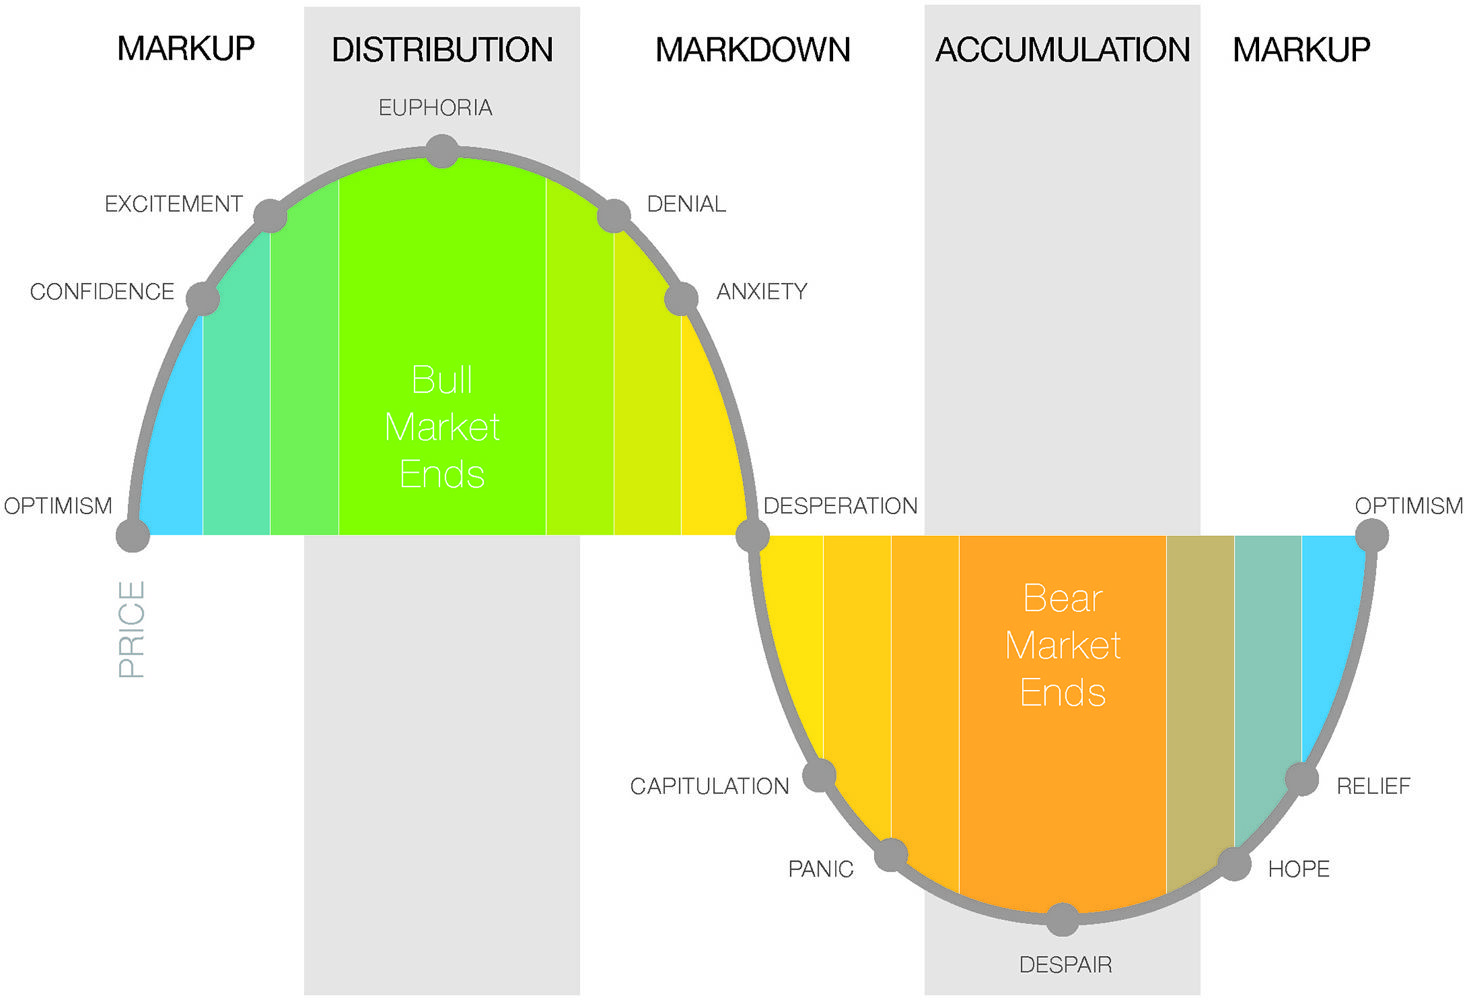 MARKUP
DISTRIBUTION
MARKDOWN
ACCUMULATION
MARKUP
EUPHORIA
EXCITEMENT
DENIAL
CONFIDENCE
ANXIETY
Bull
Market
Ends
OPTIMISM
DESPERATION
OPTIMISM
PRICE
Bear
Market
Ends
CAPITULATION
RELIEF
PANIC
HOPE
DESPAIR